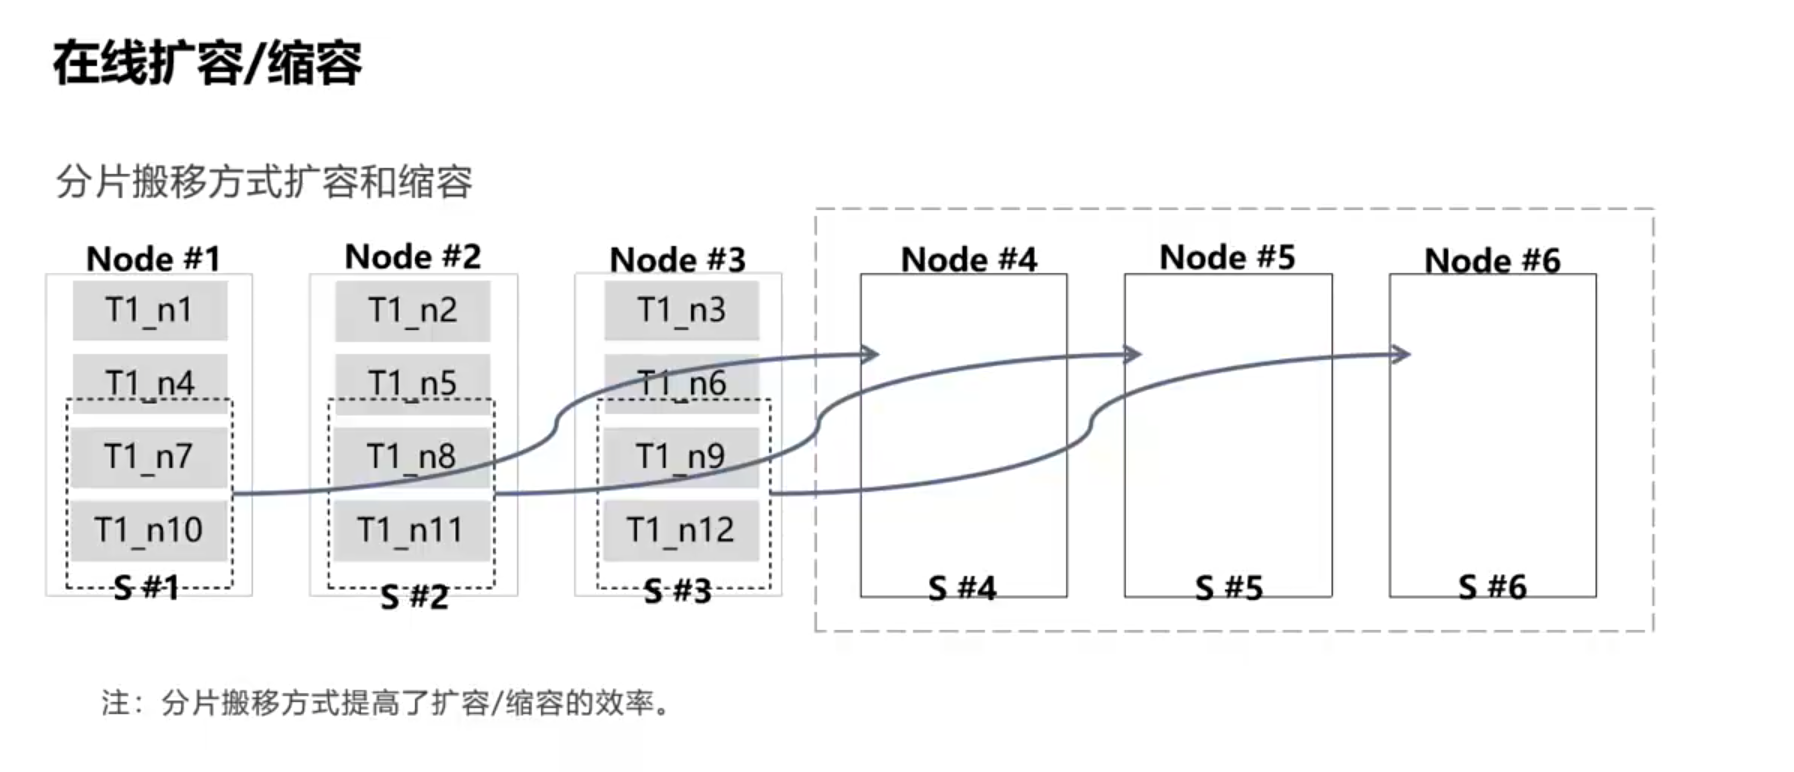 在线扩容/缩容
分片搬移方式扩容和缩容
Node #1 Node #2 Node #3 Node #4 Node #5 Node #6
T1_n1 T1_n2 T1_n3
T1_n4 T1_n5 T1_n6
T1_n7 T1_n8 T1_n9
T1_n10 T1_n11 T1_n12
S #1 S #2 S #3 S #4 S #5 S #6
注：分片搬移方式提高了扩容/缩容的效率。